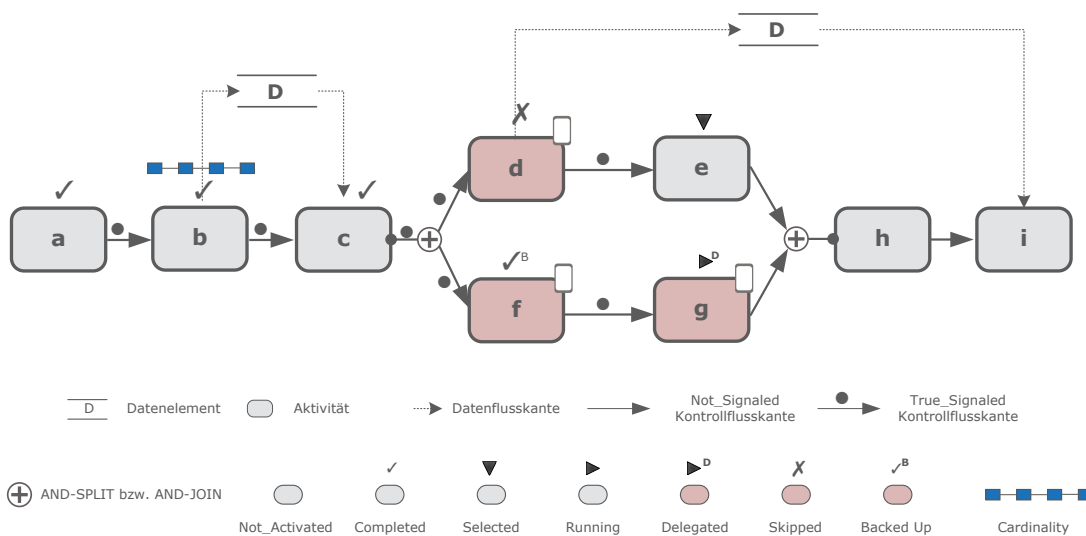 D
D
d
e
a
b
c
h
i
f
B
g
D
D
Datenelement
Aktivität
Datenflusskante
Not_Signaled
Kontrollflusskante
True_Signaled
Kontrollflusskante
AND-SPLIT bzw. AND-JOIN
D
B
Not_Activated
Completed
Selected
Running
Delegated
Skipped
Backed Up
Cardinality